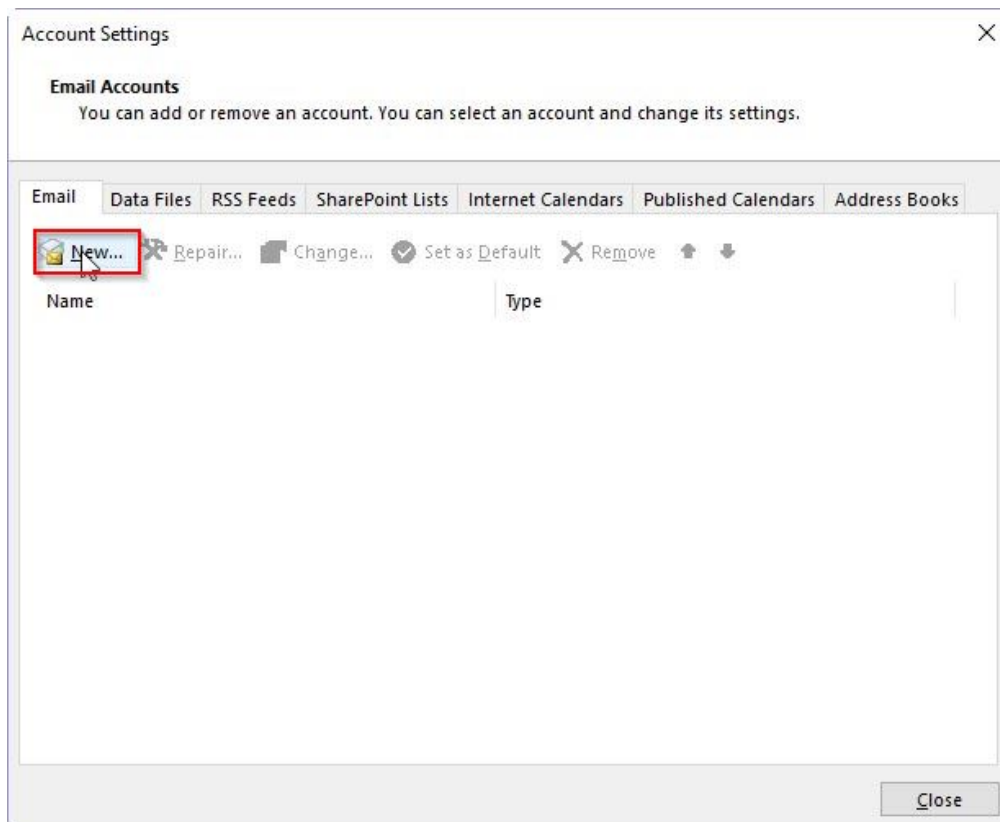 Account Settings
Email Accounts
You can add or remove an account. You can select an account and change its settings.
Email Data Files RSS Feeds SharePoint Lists Internet Calendars Published Calendars Address Books
New... Repair... Change... Set as Default Remove
Name Type
Close